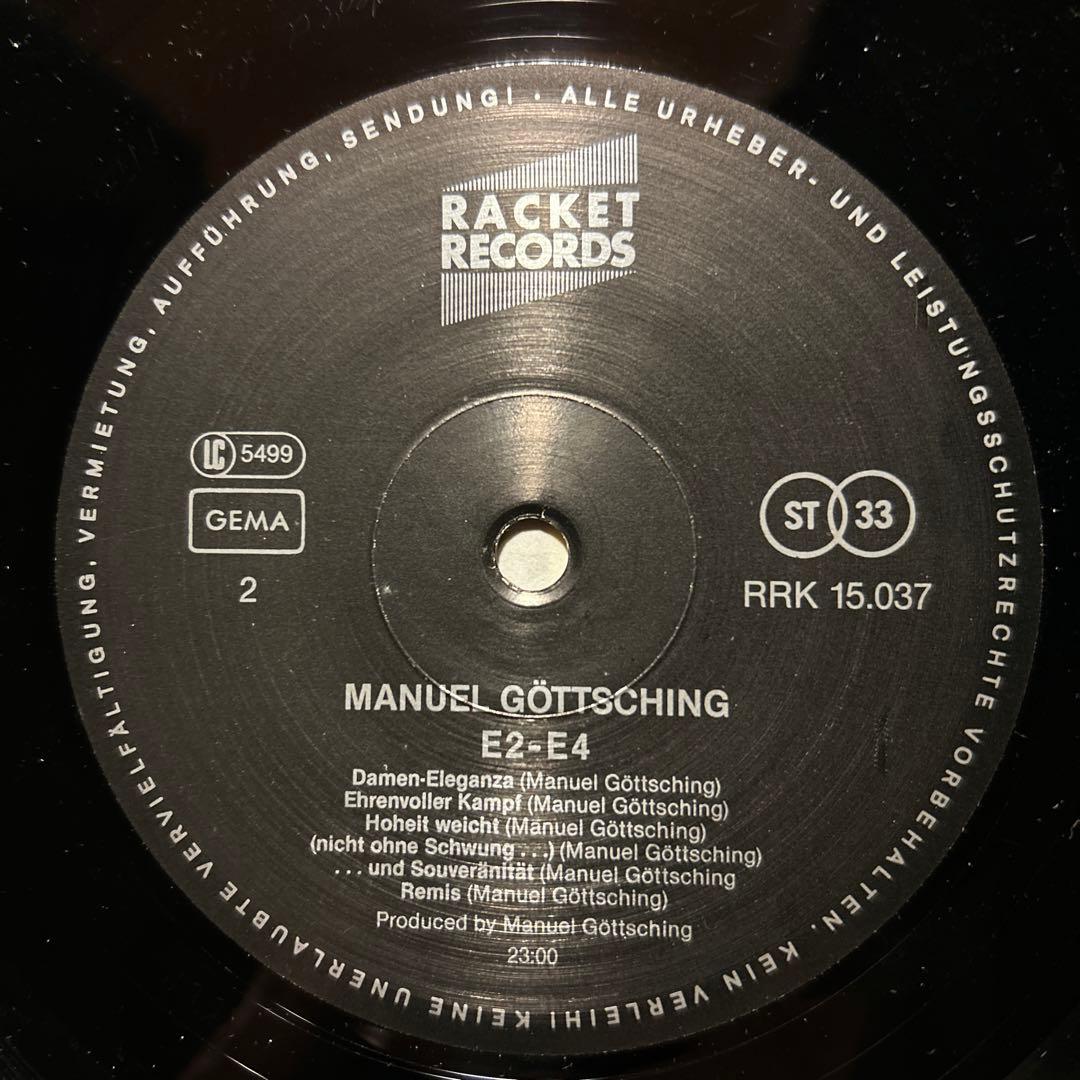 ALLE URHEBER- UND LEISTUNGSSCHUTZRECHTE VORBEHALTEN. KEIN VERLEIH! KEINE UNERLAUBTE VERVIELFÄLTIGUNG, VERMIETUNG, AUFFÜHRUNG, SENDUNG! ·
RACKET
RECORDS
LC 5499
GEMA
2
ST 33
RRK 15.037
MANUEL GÖTTSCHING
E2-E4
Damen-Eleganza (Manuel Göttsching)
Ehrenvoller Kampf (Manuel Göttsching)
Hoheit weicht (Manuel Göttsching)
(nicht ohne Schwung...) (Manuel Göttsching)
...und Souveränität (Manuel Göttsching
Remis (Manuel Göttsching)
Produced by Manuel Göttsching
23:00